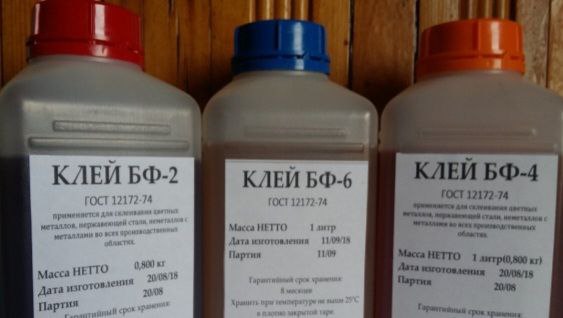 КЛЕЙ БФ-2
ГОСТ 12172-74
применяется для склеивания цветных
металлов, нержавеющей стали, неметаллов с
металлами во всех производственных
областях.
Масса НЕТТО 0,800 кг
Дата изготовления 20/08/18
Партия 20/08
Гарантийный срок хранения:
КЛЕЙ БФ-6
ГОСТ 12172-74
Масса НЕТТО 1 литр
Дата изготовления 11/09/18
Партия 11/09
Гарантийный срок хранения:
8 месяцев
Хранить при температуре не выше 25°С
в плотно закрытой таре.
КЛЕЙ БФ-4
ГОСТ 12172-74
применяется для склеивания цветных
металлов, нержавеющей стали, неметаллов с
металлами во всех производственных
областях.
Масса НЕТТО 1 литр(0,800 кг)
Дата изготовления 20/08/18
Партия 20/08
Гарантийный срок хранения: